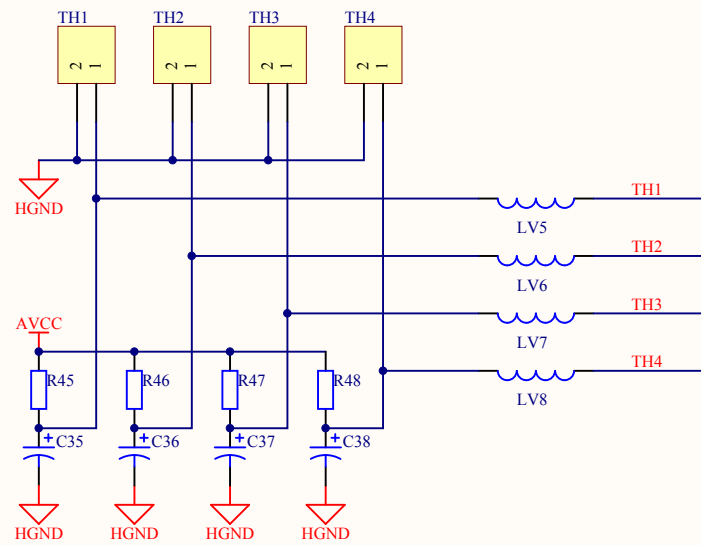 TH1 TH2 TH3 TH4
2 1 2 1 2 1 2 1
HGND
TH1
LV5
TH2
LV6
TH3
LV7
AVCC
TH4
R45 R46 R47 R48
LV8
+ C35 + C36 + C37 + C38
HGND HGND HGND HGND